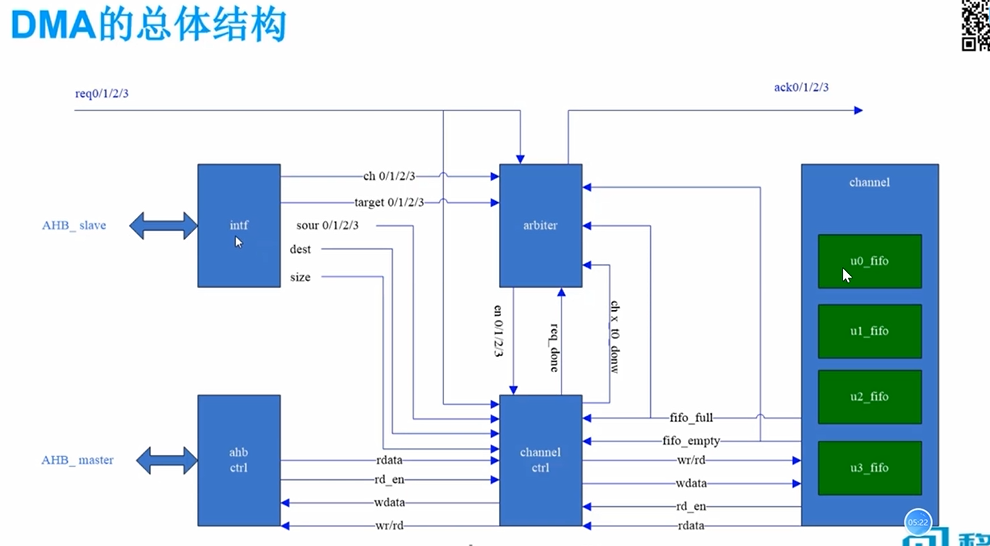 DMA的总体结构
req0/1/2/3
ack0/1/2/3
ch 0/1/2/3
target 0/1/2/3
sour 0/1/2/3
dest
size
AHB_ slave
intf
arbiter
channel
u0_fifo
u1_fifo
u2_fifo
u3_fifo
en 0/1/2/3
req_done
ch x_t0_donw
fifo_full
fifo_empty
wr/rd
wdata
rd_en
rdata
AHB_ master
ahb
ctrl
channel
ctrl
rdata
rd_en
wdata
wr/rd
05:22